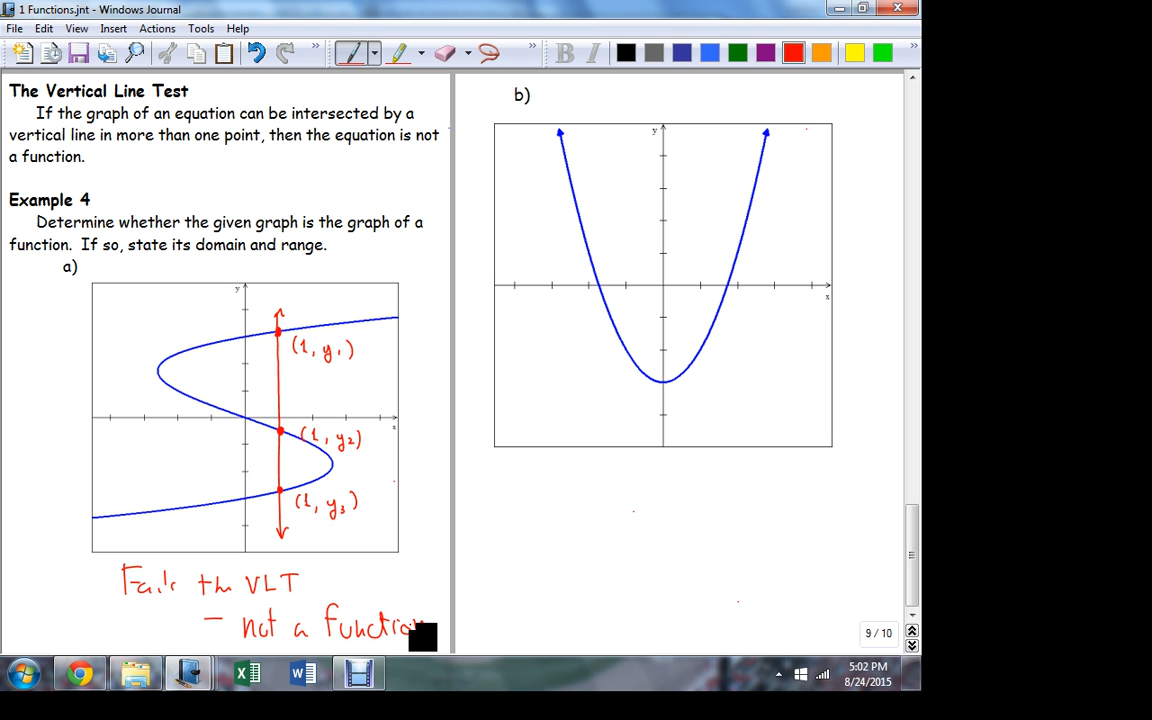 1 Functions.jnt - Windows Journal
File Edit View Insert Actions Tools Help
» » B I »
The Vertical Line Test
If the graph of an equation can be intersected by a
vertical line in more than one point, then the equation is not
a function.
Example 4
Determine whether the given graph is the graph of a
function. If so, state its domain and range.
a)
y
(1, y₁)
x
(1, y₂)
(1, y₃)
Fails the VLT
- not a function
b)
y
x
9 / 10
5:02 PM
8/24/2015